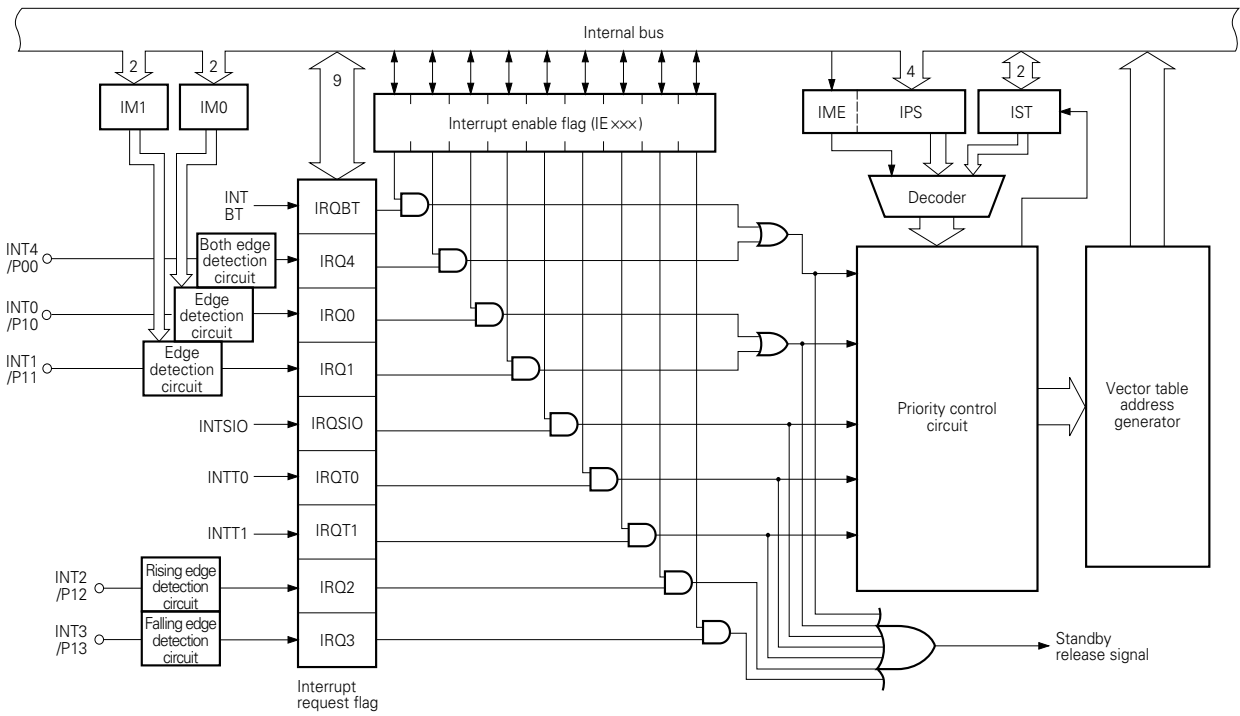 Internal bus
2
2
9
4
2
IM1
IM0
Interrupt enable flag (IE×××)
IME
IPS
IST
Decoder
INT
BT
IRQBT
INT4
/P00
Both edge
detection
circuit
IRQ4
INT0
/P10
Edge
detection
circuit
IRQ0
INT1
/P11
Edge
detection
circuit
IRQ1
INTSIO
IRQSIO
INTT0
IRQT0
INTT1
IRQT1
INT2
/P12
Rising edge
detection
circuit
IRQ2
INT3
/P13
Falling edge
detection
circuit
IRQ3
Interrupt
request flag
Priority control
circuit
Vector table
address
generator
Standby
release signal